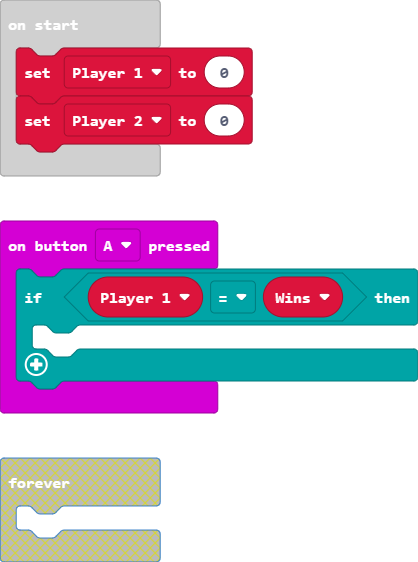 on start
set Player 1 to 0
set Player 2 to 0
on button A pressed
if Player 1 = Wins then
forever